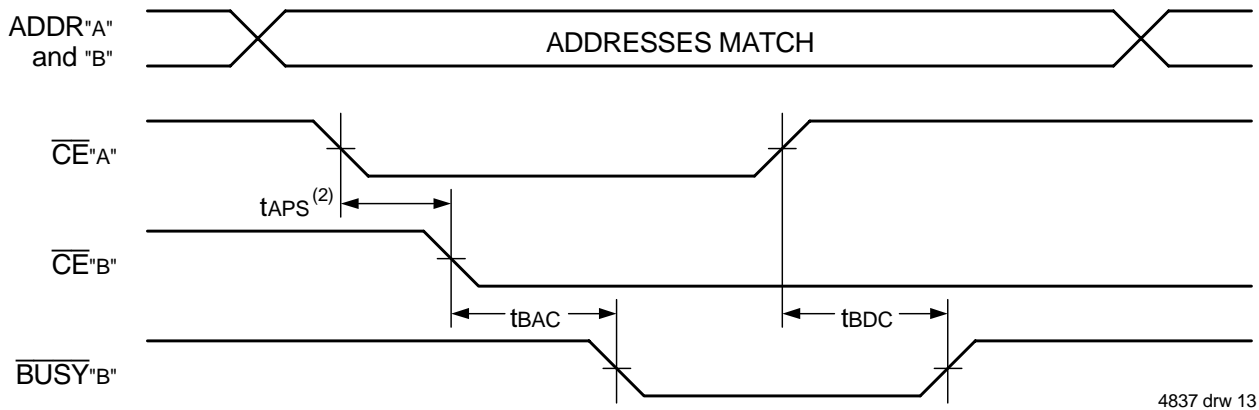 ADDR"A"
and "B"
ADDRESSES MATCH
CE"A"
tAPS (2)
CE"B"
tBAC
tBDC
BUSY"B"
4837 drw 13